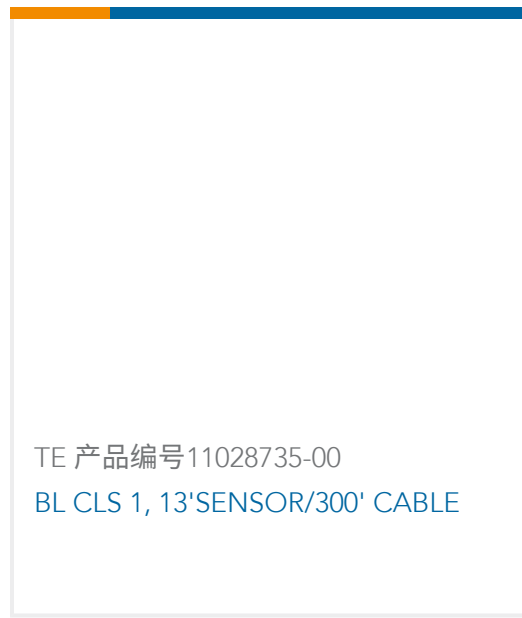 TE 产品编号11028735-00
BL CLS 1, 13'SENSOR/300' CABLE